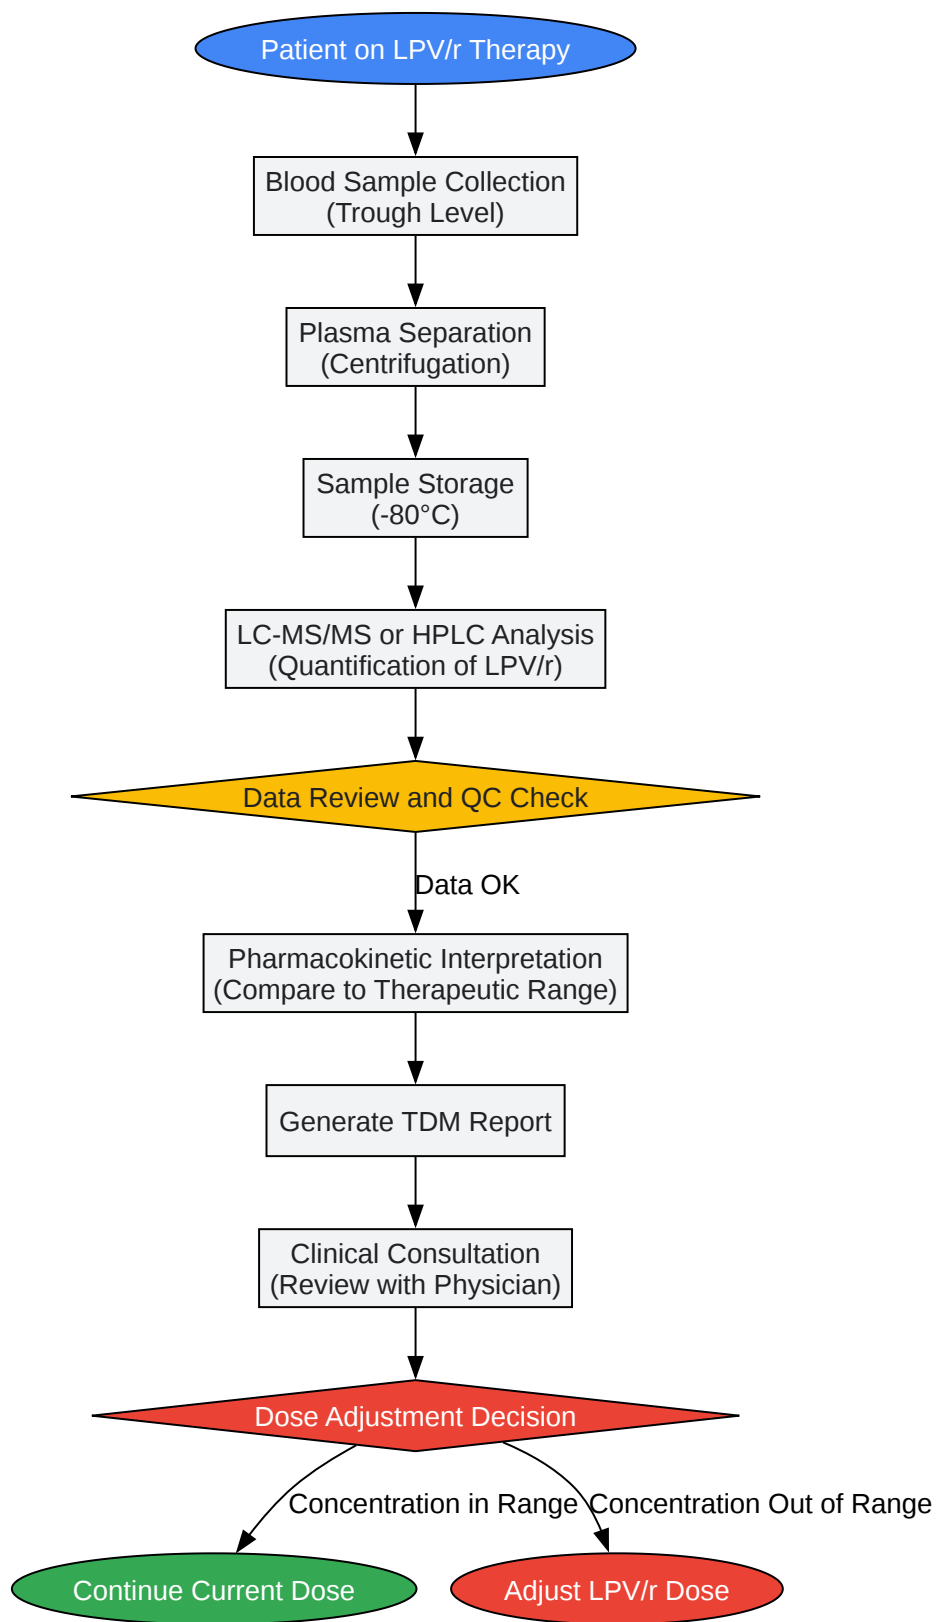 Patient on LPV/r Therapy
Blood Sample Collection
(Trough Level)
Plasma Separation
(Centrifugation)
Sample Storage
(-80°C)
LC-MS/MS or HPLC Analysis
(Quantification of LPV/r)
Data Review and QC Check
Data OK
Pharmacokinetic Interpretation
(Compare to Therapeutic Range)
Generate TDM Report
Clinical Consultation
(Review with Physician)
Dose Adjustment Decision
Concentration in Range
Concentration Out of Range
Continue Current Dose
Adjust LPV/r Dose